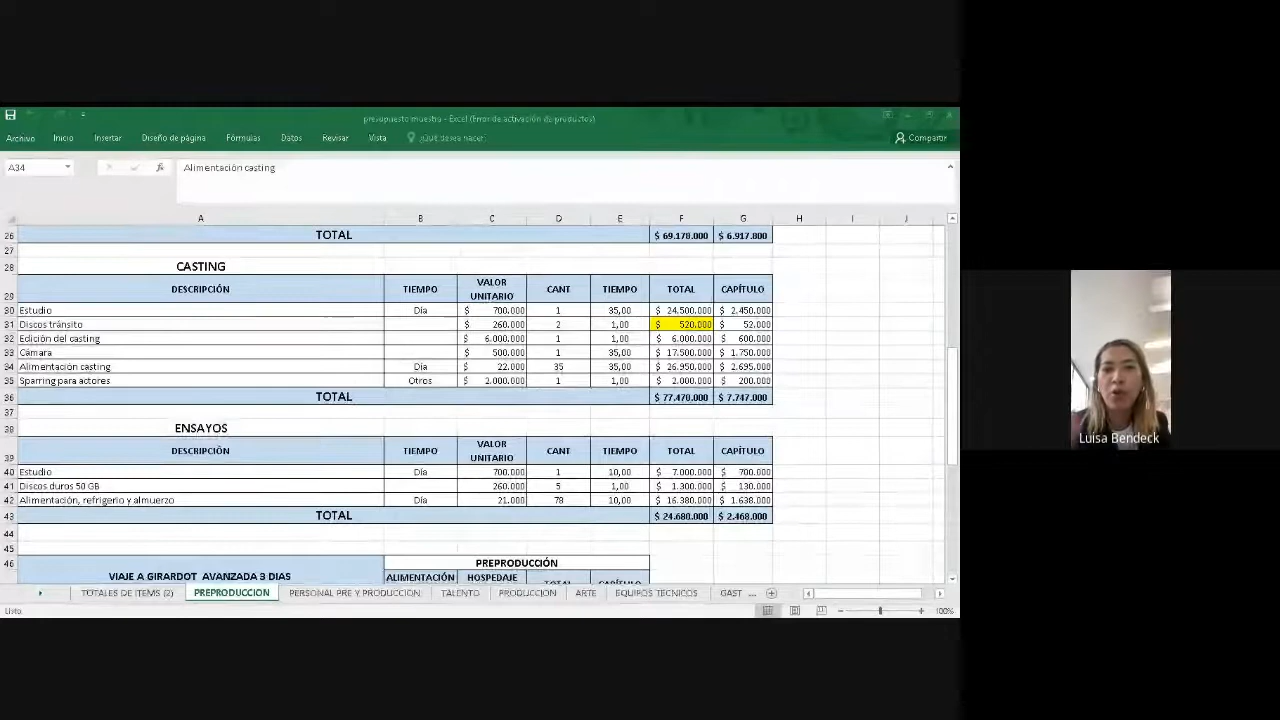 presupuesto muestra - Excel (Error de activación de productos)
Archivo Inicio Insertar Diseño de página Fórmulas Datos Revisar Vista ¿Qué desea hacer? Compartir
A34 fx Alimentación casting
A B C D E F G H I J
26 TOTAL $ 69.178.000 $ 6.917.800
27
28 CASTING
29 DESCRIPCIÓN TIEMPO VALOR UNITARIO CANT TIEMPO TOTAL CAPÍTULO
30 Estudio Día $ 700.000 1 35,00 $ 24.500.000 $ 2.450.000
31 Discos tránsito $ 260.000 2 1,00 $ 520.000 $ 52.000
32 Edición del casting $ 6.000.000 1 1,00 $ 6.000.000 $ 600.000
33 Cámara $ 500.000 1 35,00 $ 17.500.000 $ 1.750.000
34 Alimentación casting Día $ 22.000 35 35,00 $ 26.950.000 $ 2.695.000
35 Sparring para actores Otros $ 2.000.000 1 1,00 $ 2.000.000 $ 200.000
36 TOTAL $ 77.470.000 $ 7.747.000
37
38 ENSAYOS
39 DESCRIPCIÓN TIEMPO VALOR UNITARIO CANT TIEMPO TOTAL CAPÍTULO
40 Estudio Día 700.000 1 10,00 $ 7.000.000 $ 700.000
41 Discos duros 50 GB 260.000 5 1,00 $ 1.300.000 $ 130.000
42 Alimentación, refrigerio y almuerzo Día 21.000 78 10,00 $ 16.380.000 $ 1.638.000
43 TOTAL $ 24.680.000 $ 2.468.000
44
45
46 PREPRODUCCIÓN
VIAJE A GIRARDOT AVANZADA 3 DIAS ALIMENTACIÓN HOSPEDAJE TOTAL CAPÍTULO
TOTALES DE ITEMS (2) PREPRODUCCION PERSONAL PRE Y PRODUCCION TALENTO PRODUCCION ARTE EQUIPOS TECNICOS GAST ...
Listo 100%
Luisa Bendeck